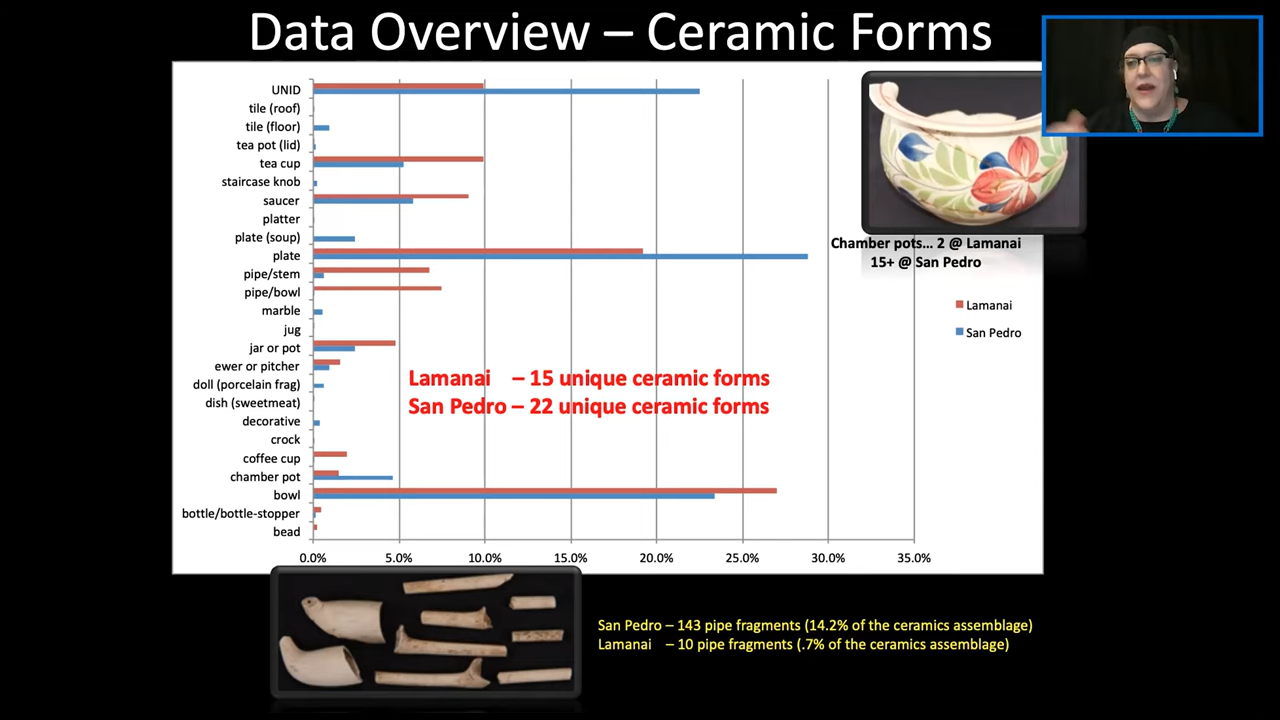 Data Overview – Ceramic Forms
UNID
tile (roof)
tile (floor)
tea pot (lid)
tea cup
staircase knob
saucer
platter
plate (soup)
plate
pipe/stem
pipe/bowl
marble
jug
jar or pot
ewer or pitcher
doll (porcelain frag)
dish (sweetmeat)
decorative
crock
coffee cup
chamber pot
bowl
bottle/bottle-stopper
bead
0.0% 5.0% 10.0% 15.0% 20.0% 25.0% 30.0% 35.0%
Chamber pots... 2 @ Lamanai
15+ @ San Pedro
Lamanai
San Pedro
Lamanai – 15 unique ceramic forms
San Pedro – 22 unique ceramic forms
San Pedro – 143 pipe fragments (14.2% of the ceramics assemblage)
Lamanai – 10 pipe fragments (.7% of the ceramics assemblage)